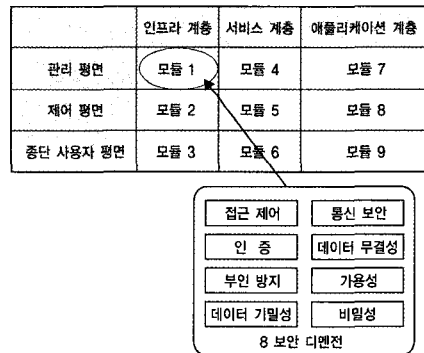 인프라 계층 서비스 계층 애플리케이션 계층
관리 평면 모듈 1 모듈 4 모듈 7
제어 평면 모듈 2 모듈 5 모듈 8
종단 사용자 평면 모듈 3 모듈 6 모듈 9
접근 제어 통신 보안
인 증 데이터 무결성
부인 방지 가용성
데이터 기밀성 비밀성
8 보안 디멘전